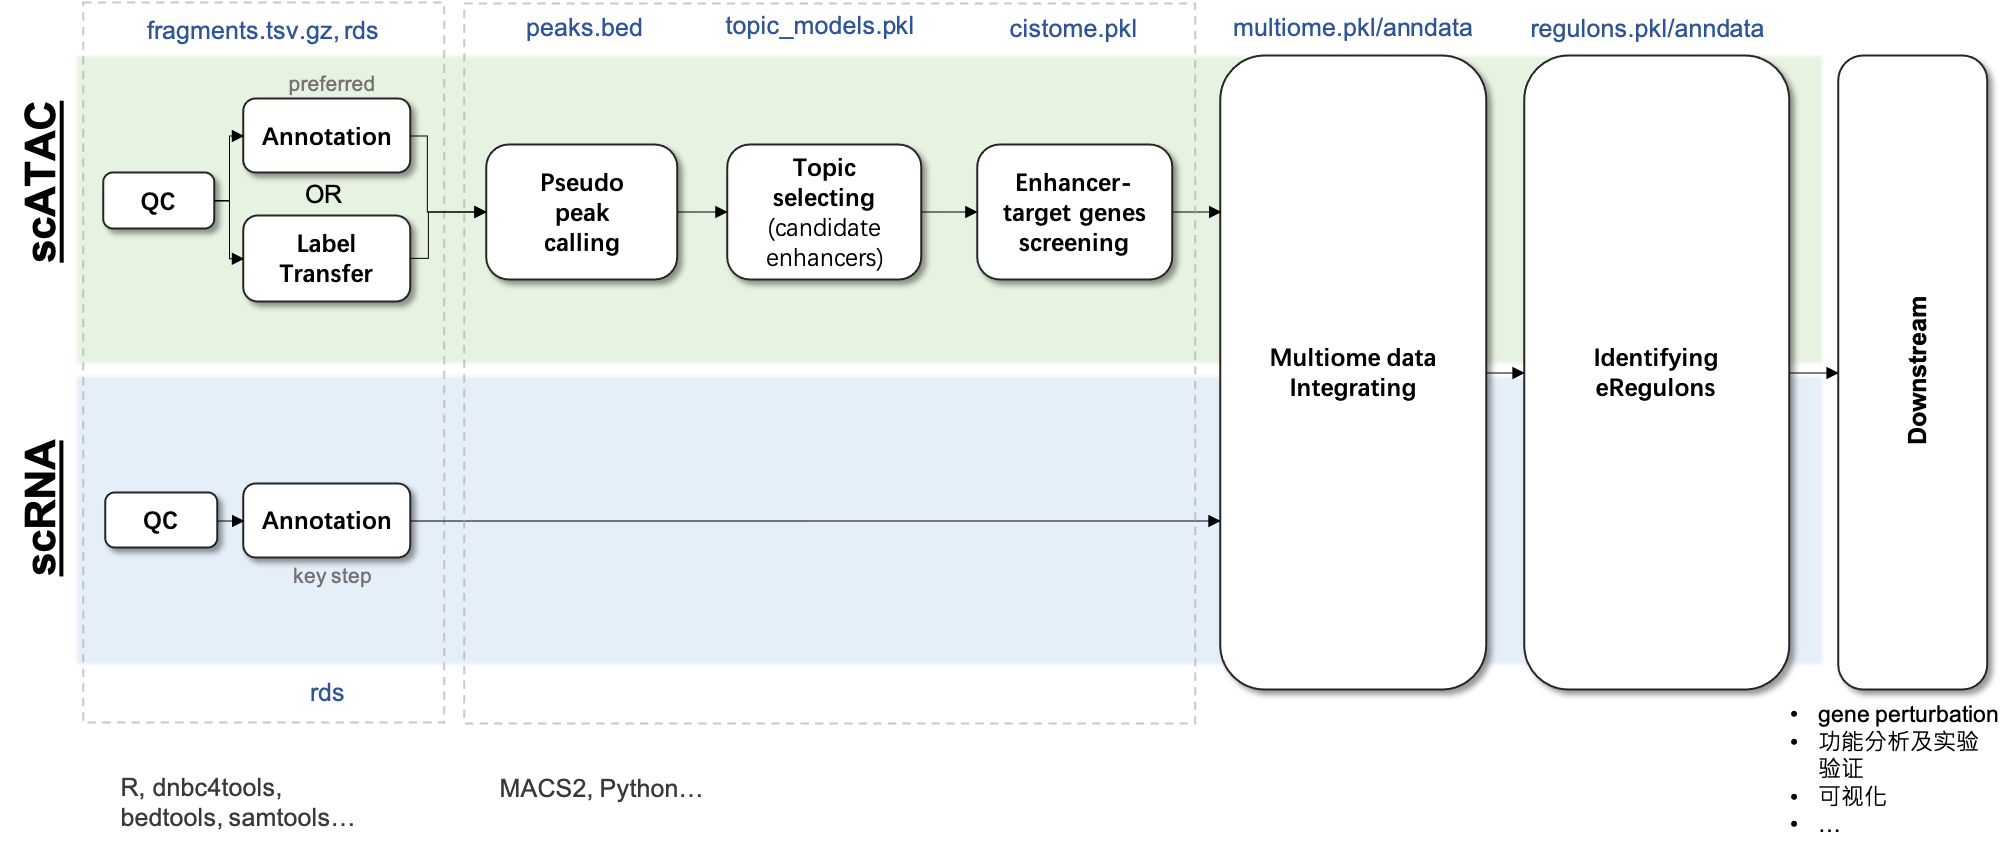 fragments.tsv.gz, rds
peaks.bed
topic_models.pkl
cistome.pkl
multiome.pkl/anndata
regulons.pkl/anndata
scATAC
preferred
QC
Annotation
OR
Label
Transfer
Pseudo
peak
calling
Topic
selecting
(candidate
enhancers)
Enhancer-
target genes
screening
Multiome data
Integrating
Identifying
eRegulons
Downstream
scRNA
QC
Annotation
key step
rds
R, dnbc4tools,
bedtools, samtools…
MACS2, Python…
• gene perturbation
• 功能分析及实验
验证
• 可视化
• …